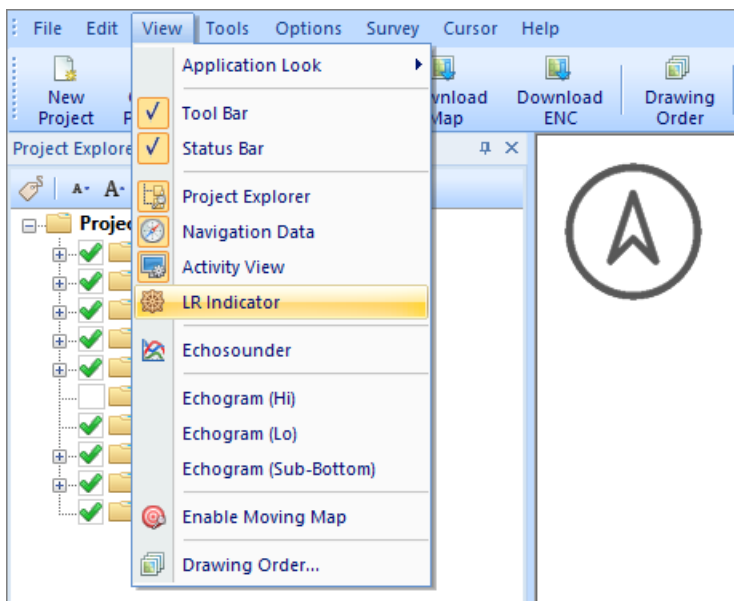 File Edit View Tools Options Survey Cursor Help
New
Project
Map
Download
ENC
Drawing
Order
Application Look
Tool Bar
Status Bar
Project Explorer
Navigation Data
Activity View
LR Indicator
Echosounder
Echogram (Hi)
Echogram (Lo)
Echogram (Sub-Bottom)
Enable Moving Map
Drawing Order...
A- A-